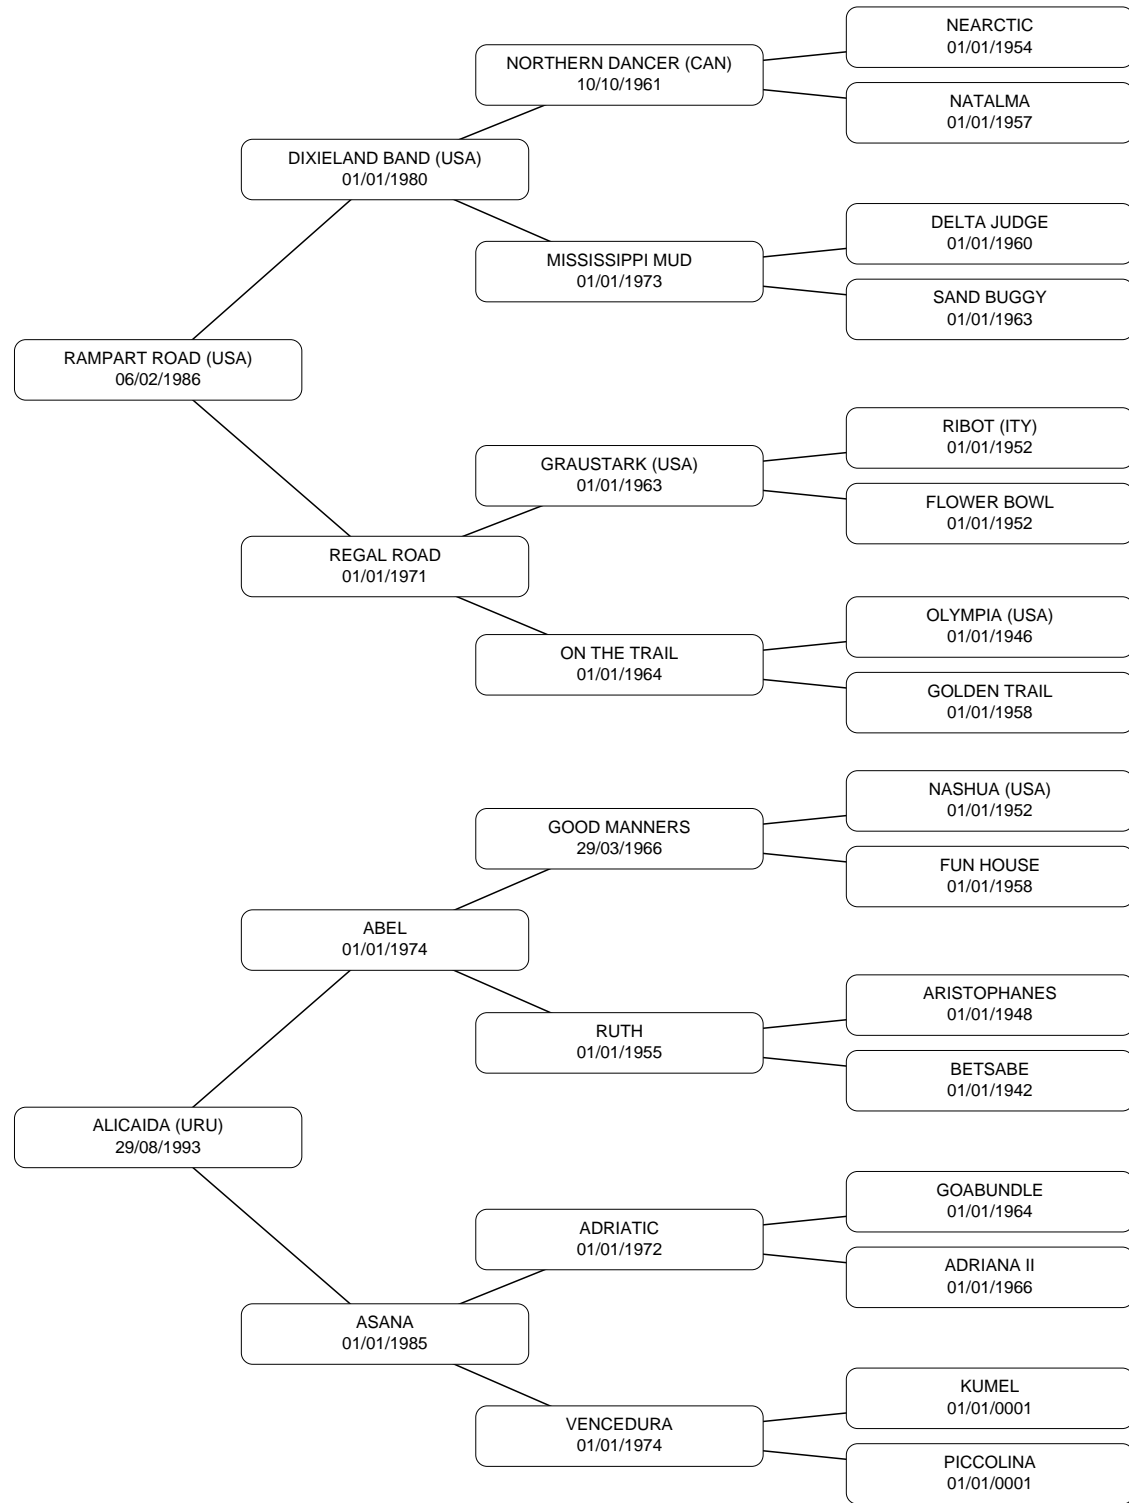 NEARCTIC
01/01/1954
NORTHERN DANCER (CAN)
10/10/1961
NATALMA
01/01/1957
DIXIELAND BAND (USA)
01/01/1980
DELTA JUDGE
01/01/1960
MISSISSIPPI MUD
01/01/1973
SAND BUGGY
01/01/1963
RAMPART ROAD (USA)
06/02/1986
RIBOT (ITY)
01/01/1952
GRAUSTARK (USA)
01/01/1963
FLOWER BOWL
01/01/1952
REGAL ROAD
01/01/1971
OLYMPIA (USA)
01/01/1946
ON THE TRAIL
01/01/1964
GOLDEN TRAIL
01/01/1958
NASHUA (USA)
01/01/1952
GOOD MANNERS
29/03/1966
FUN HOUSE
01/01/1958
ABEL
01/01/1974
ARISTOPHANES
01/01/1948
RUTH
01/01/1955
BETSABE
01/01/1942
ALICAIDA (URU)
29/08/1993
GOABUNDLE
01/01/1964
ADRIATIC
01/01/1972
ADRIANA II
01/01/1966
ASANA
01/01/1985
KUMEL
01/01/0001
VENCEDURA
01/01/1974
PICCOLINA
01/01/0001